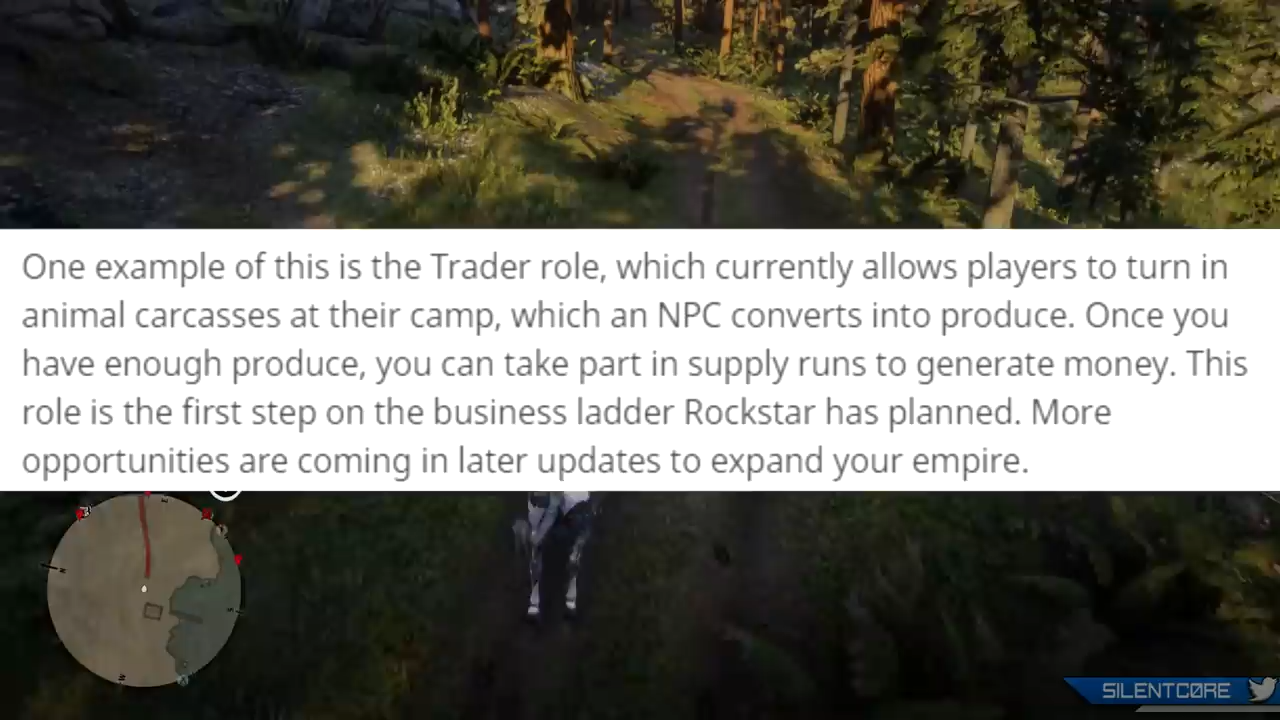 One example of this is the Trader role, which currently allows players to turn in
animal carcasses at their camp, which an NPC converts into produce. Once you
have enough produce, you can take part in supply runs to generate money. This
role is the first step on the business ladder Rockstar has planned. More
opportunities are coming in later updates to expand your empire.
SILENTC0RE